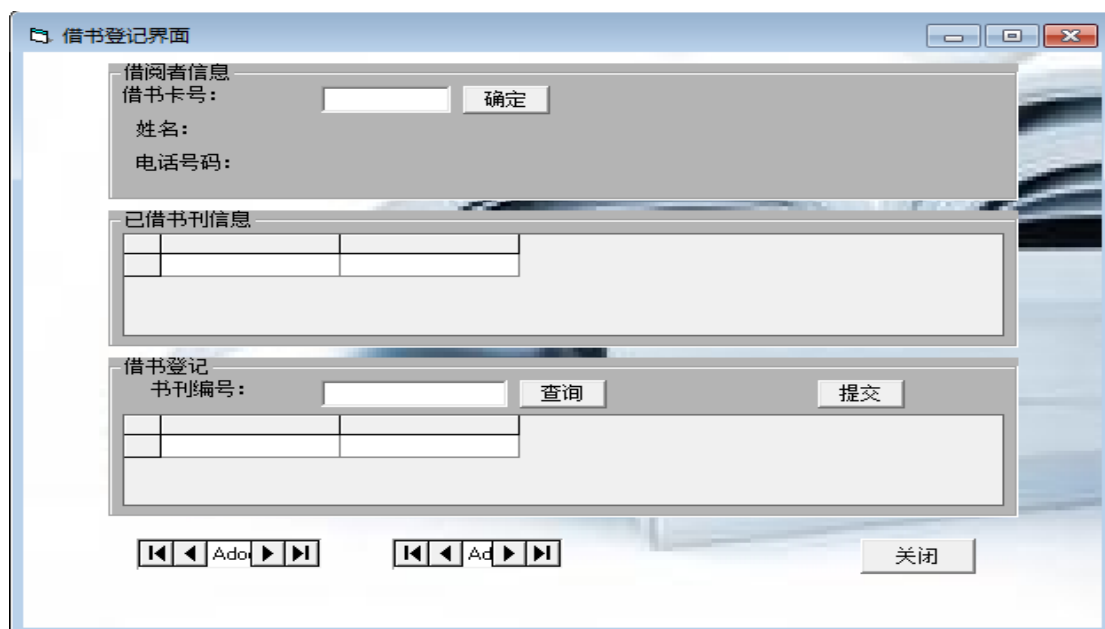 借书登记界面
借阅者信息
借书卡号： 确定
姓名：
电话号码：
已借书刊信息
借书登记
书刊编号： 查询 提交
Ado Ad 关闭